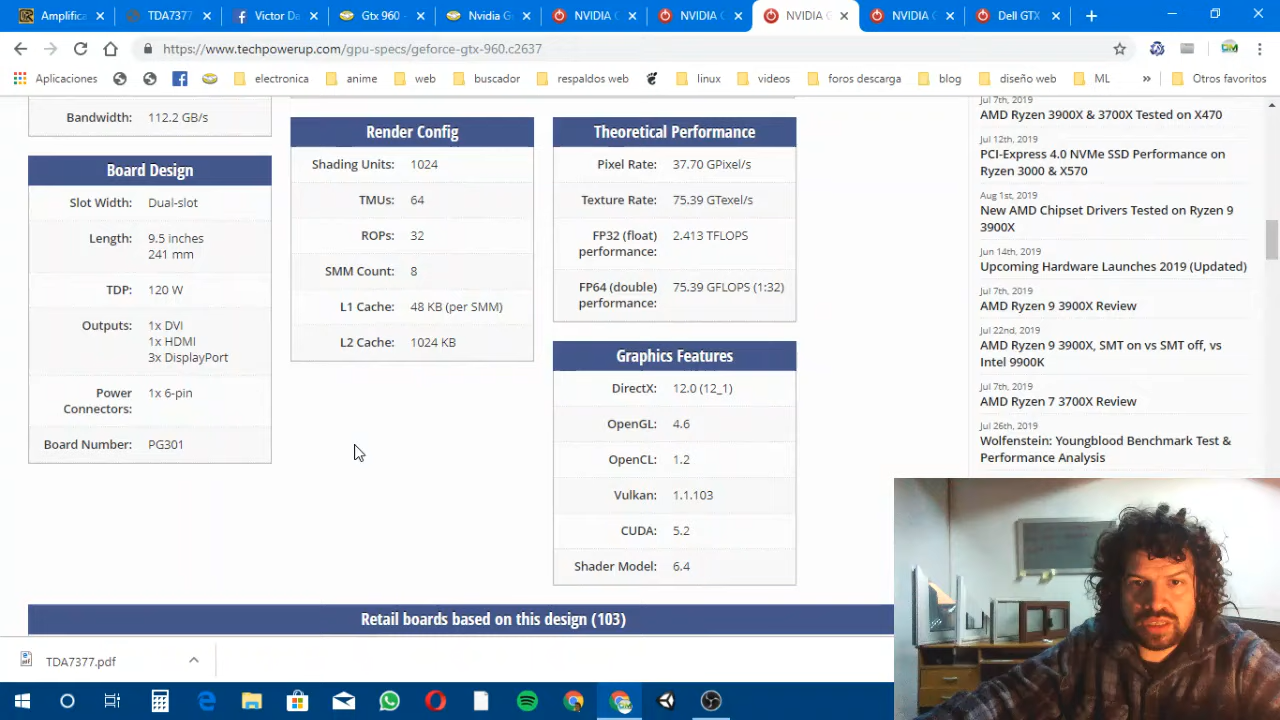 Amplifica
TDA7377
Victor Da
Gtx 960 -
Nvidia G
NVIDIA G
NVIDIA G
NVIDIA G
NVIDIA G
Dell GTX
https://www.techpowerup.com/gpu-specs/geforce-gtx-960.c2637
Aplicaciones
electronica
anime
web
buscador
respaldos web
linux
videos
foros descarga
blog
diseño web
ML
»
Otros favoritos
Bandwidth: 112.2 GB/s
Board Design
Slot Width: Dual-slot
Length: 9.5 inches
241 mm
TDP: 120 W
Outputs: 1x DVI
1x HDMI
3x DisplayPort
Power Connectors: 1x 6-pin
Board Number: PG301
Render Config
Shading Units: 1024
TMUs: 64
ROPs: 32
SMM Count: 8
L1 Cache: 48 KB (per SMM)
L2 Cache: 1024 KB
Theoretical Performance
Pixel Rate: 37.70 GPixel/s
Texture Rate: 75.39 GTexel/s
FP32 (float) performance: 2.413 TFLOPS
FP64 (double) performance: 75.39 GFLOPS (1:32)
Graphics Features
DirectX: 12.0 (12_1)
OpenGL: 4.6
OpenCL: 1.2
Vulkan: 1.1.103
CUDA: 5.2
Shader Model: 6.4
Retail boards based on this design (103)
Jul 7th, 2019
AMD Ryzen 3900X & 3700X Tested on X470
Jul 12th, 2019
PCI-Express 4.0 NVMe SSD Performance on
Ryzen 3000 & X570
Aug 1st, 2019
New AMD Chipset Drivers Tested on Ryzen 9
3900X
Jun 14th, 2019
Upcoming Hardware Launches 2019 (Updated)
Jul 7th, 2019
AMD Ryzen 9 3900X Review
Jul 22nd, 2019
AMD Ryzen 9 3900X, SMT on vs SMT off, vs
Intel 9900K
Jul 7th, 2019
AMD Ryzen 7 3700X Review
Jul 26th, 2019
Wolfenstein: Youngblood Benchmark Test &
Performance Analysis
TDA7377.pdf